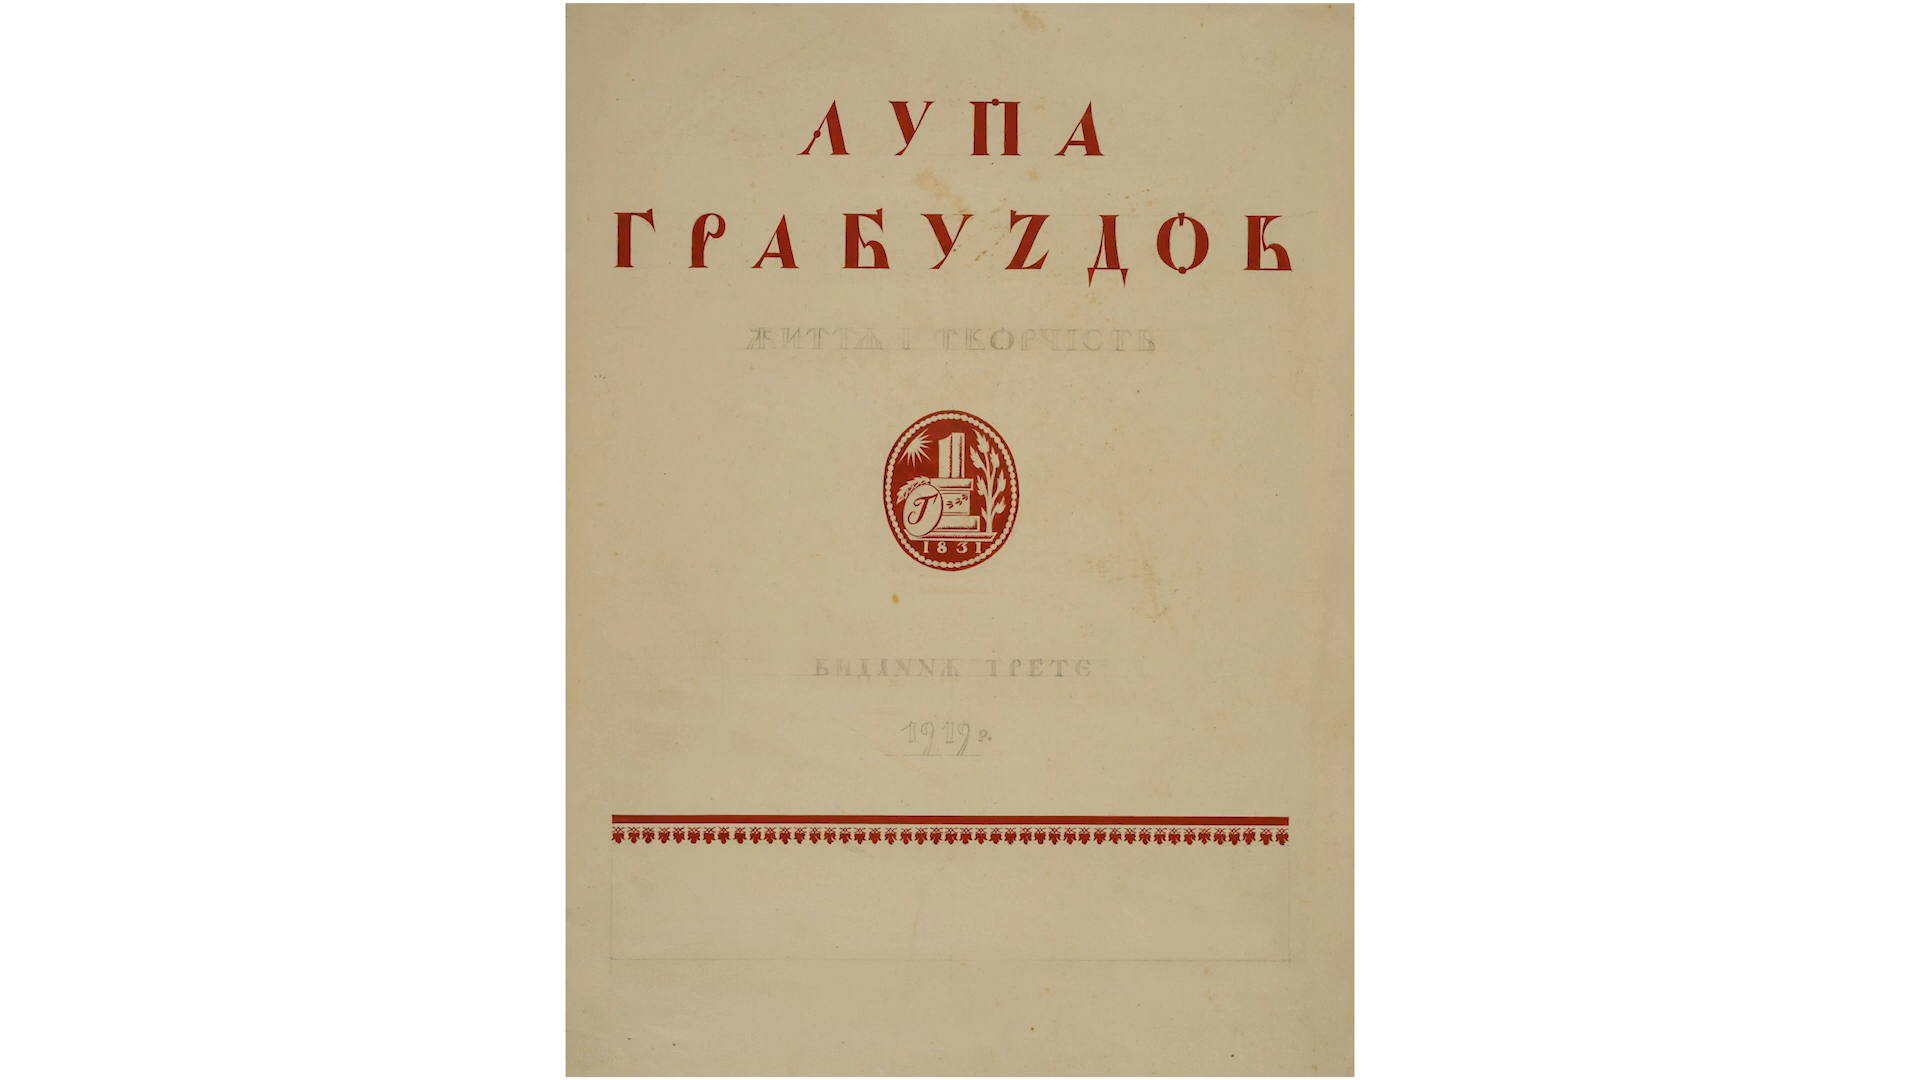 ЛУПА
ГРАБУЗДОВ
ЖИТТЯ І ТВОРЧІСТЬ
Г
1831
ВИДАННЯ ТРЕТЄ
1919 р.